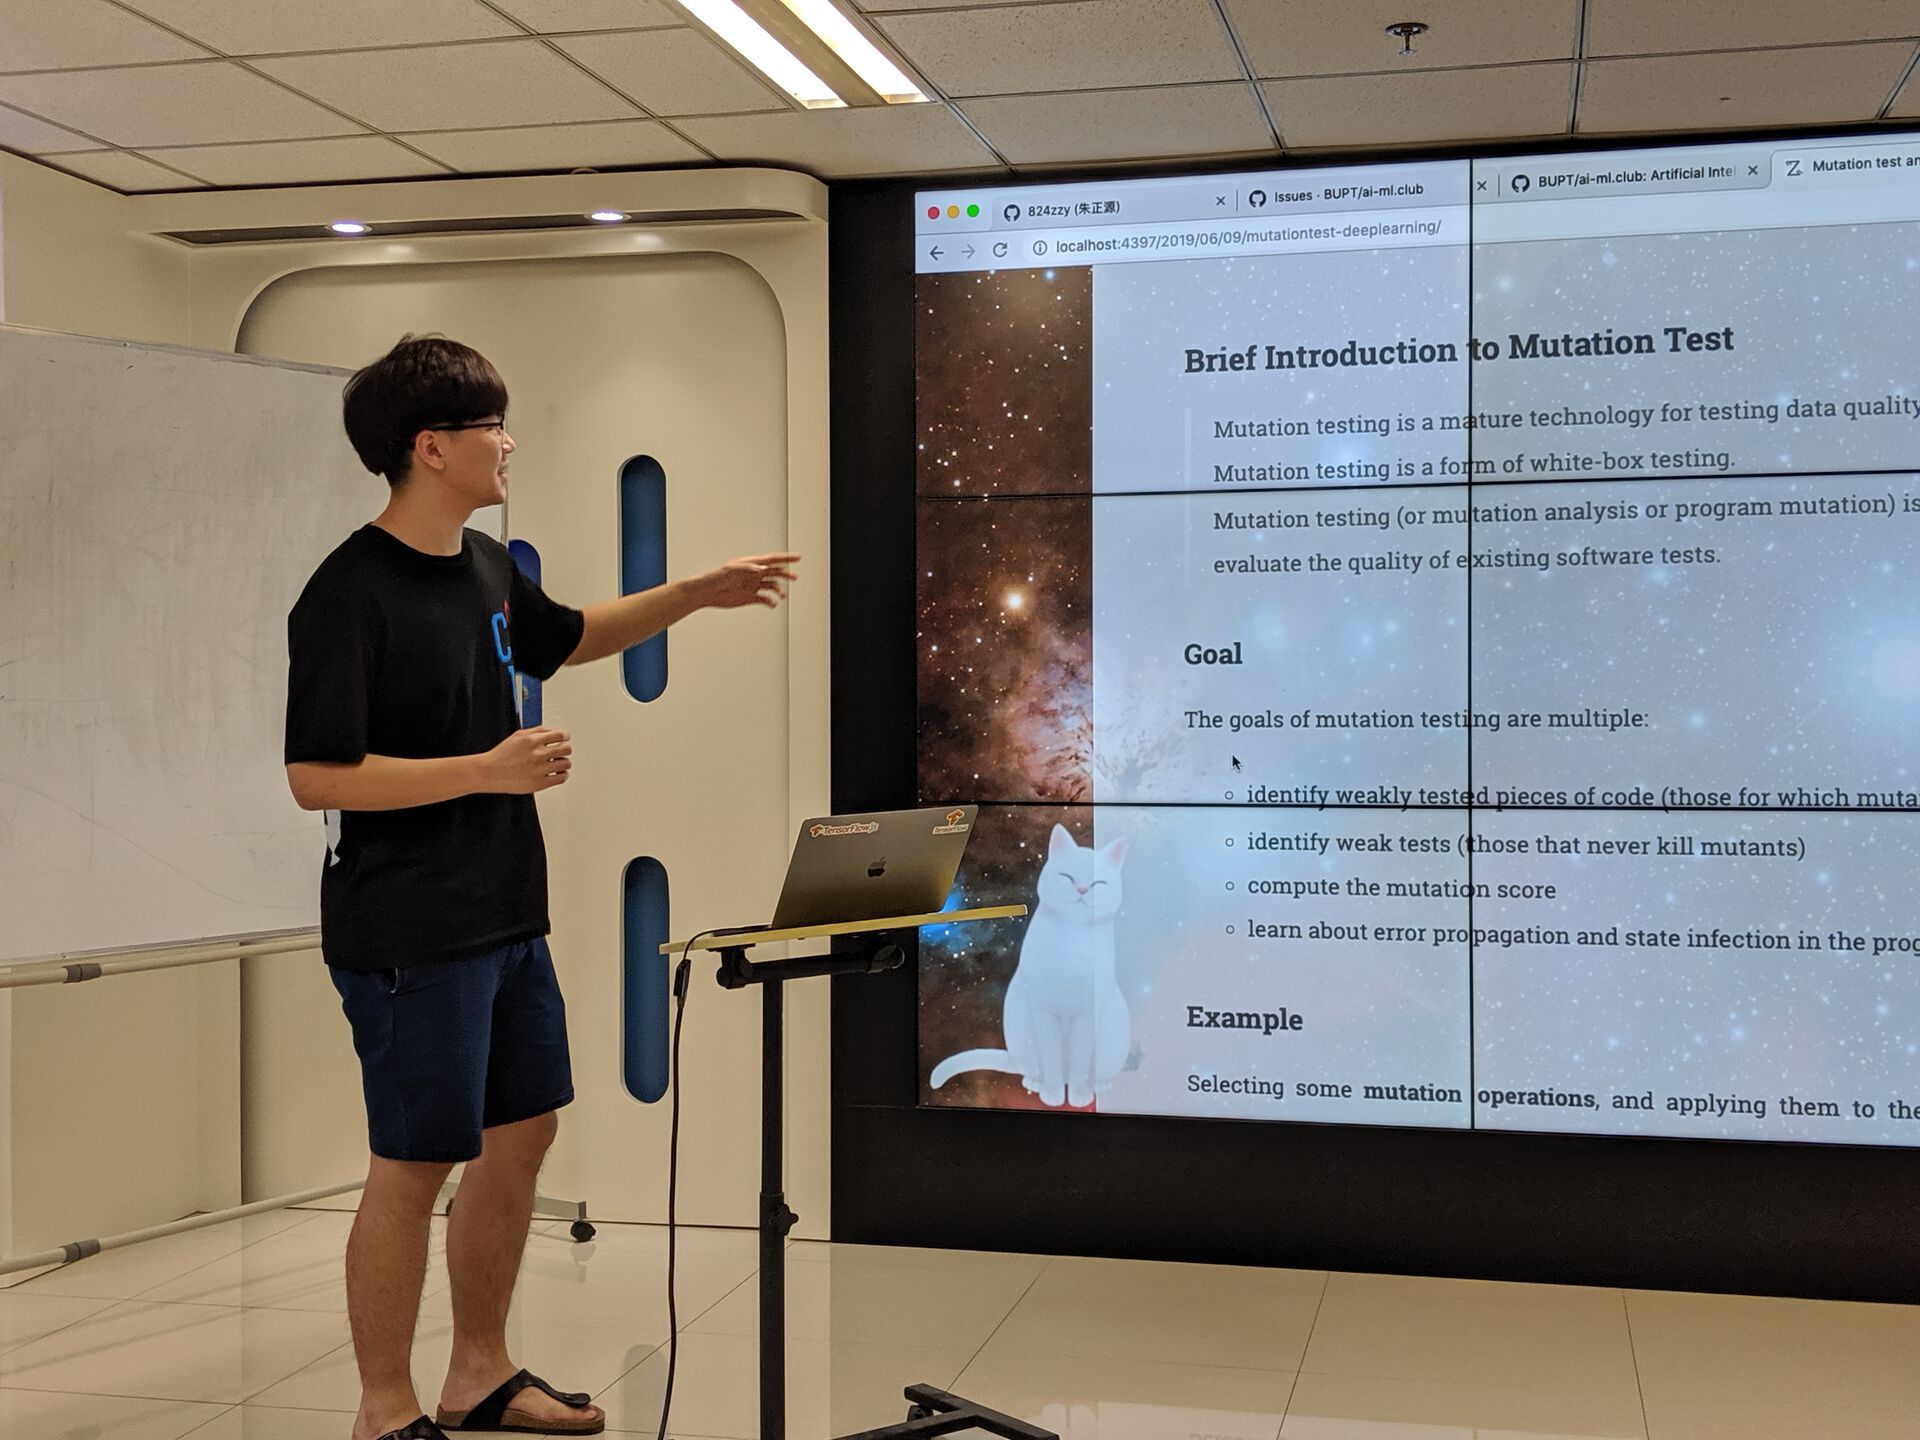 824zzy (朱正源)
Issues · BUPT/ai-ml.club
BUPT/ai-ml.club: Artificial Intel
Mutation test an
localhost:4397/2019/06/09/mutationtest-deeplearning/
Brief Introduction to Mutation Test
Mutation testing is a mature technology for testing data quality
Mutation testing is a form of white-box testing.
Mutation testing (or mutation analysis or program mutation) is
evaluate the quality of existing software tests.
Goal
The goals of mutation testing are multiple:
identify weakly tested pieces of code (those for which muta
identify weak tests (those that never kill mutants)
compute the mutation score
learn about error propagation and state infection in the prog
Example
Selecting some mutation operations, and applying them to the
TensorFlow.js
TensorFlow